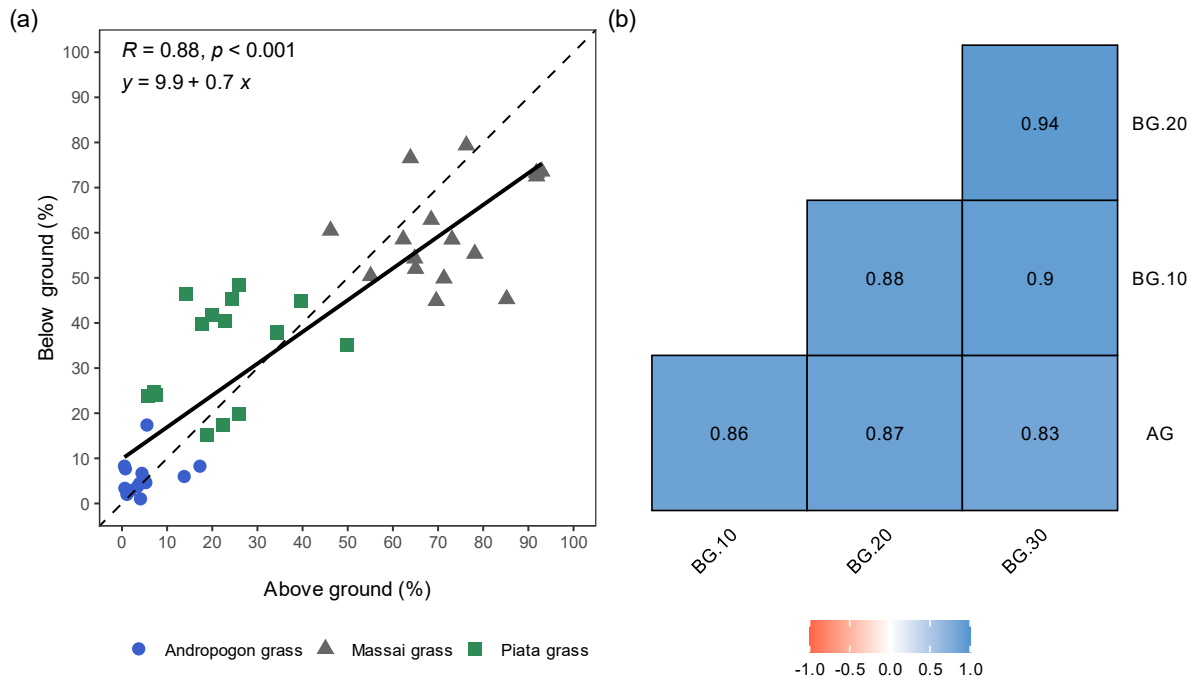 (a)
R = 0.88, p < 0.001
y = 9.9 + 0.7 x
100
90
80
70
60
50
40
30
20
10
0
Below ground (%)
0 10 20 30 40 50 60 70 80 90 100
Above ground (%)
Andropogon grass Massai grass Piata grass
(b)
0.94 BG.20
0.88 0.9 BG.10
0.86 0.87 0.83 AG
BG.10 BG.20 BG.30
-1.0 -0.5 0.0 0.5 1.0